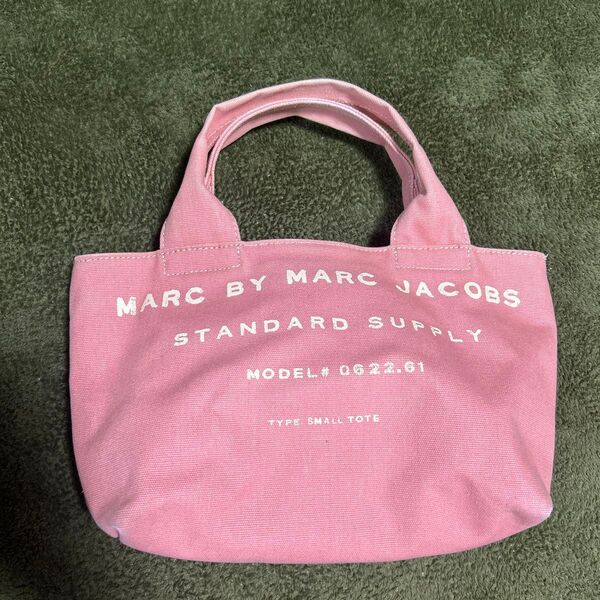 MARC BY MARC JACOBS
STANDARD SUPPLY
MODEL# 0622.61
TYPE SMALL TOTE